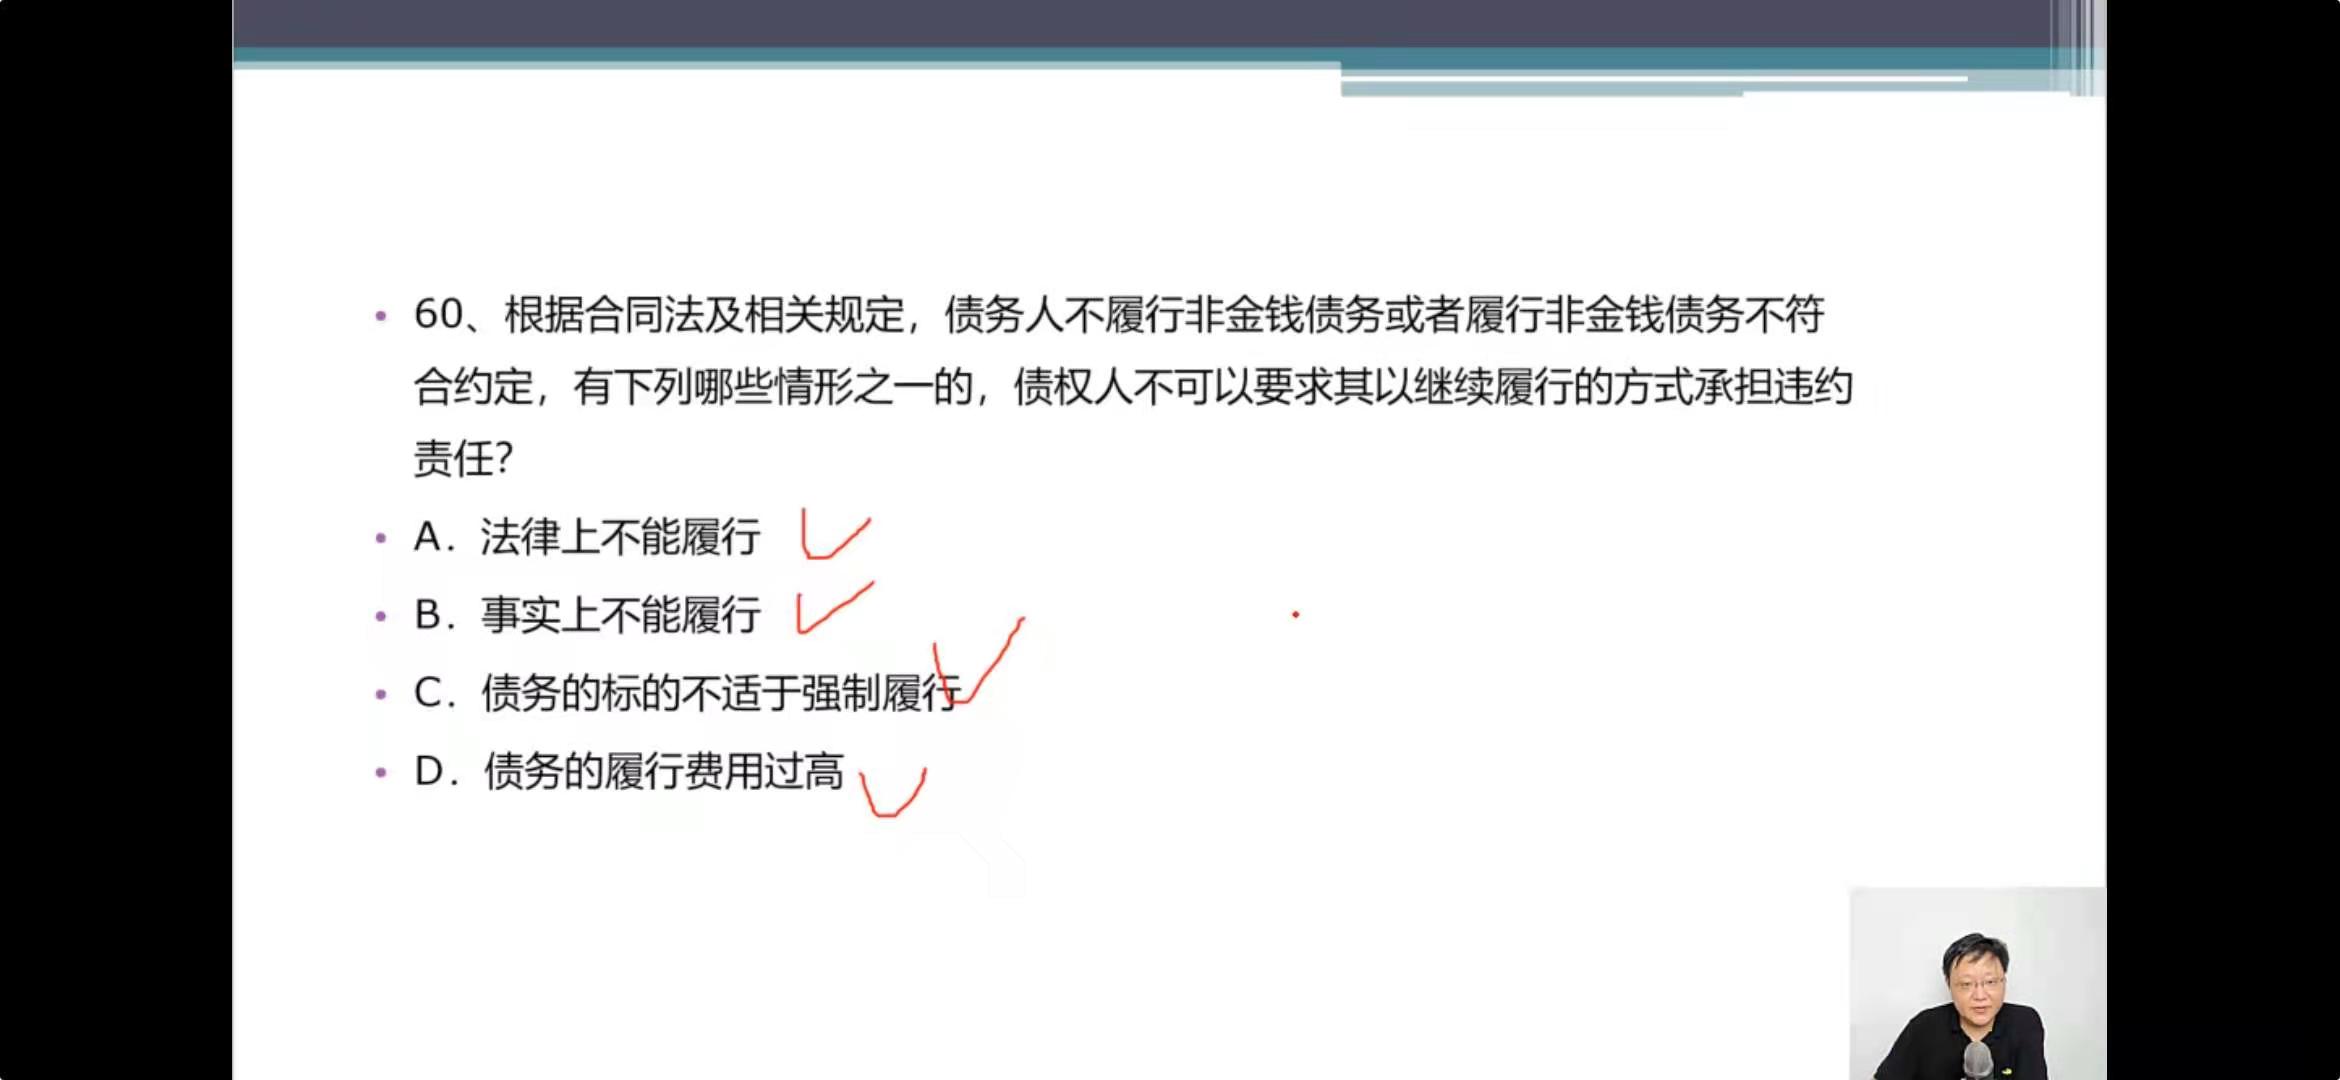 60、根据合同法及相关规定，债务人不履行非金钱债务或者履行非金钱债务不符
合约定，有下列哪些情形之一的，债权人不可以要求其以继续履行的方式承担违约
责任？
A．法律上不能履行
B．事实上不能履行
C．债务的标的不适于强制履行
D．债务的履行费用过高